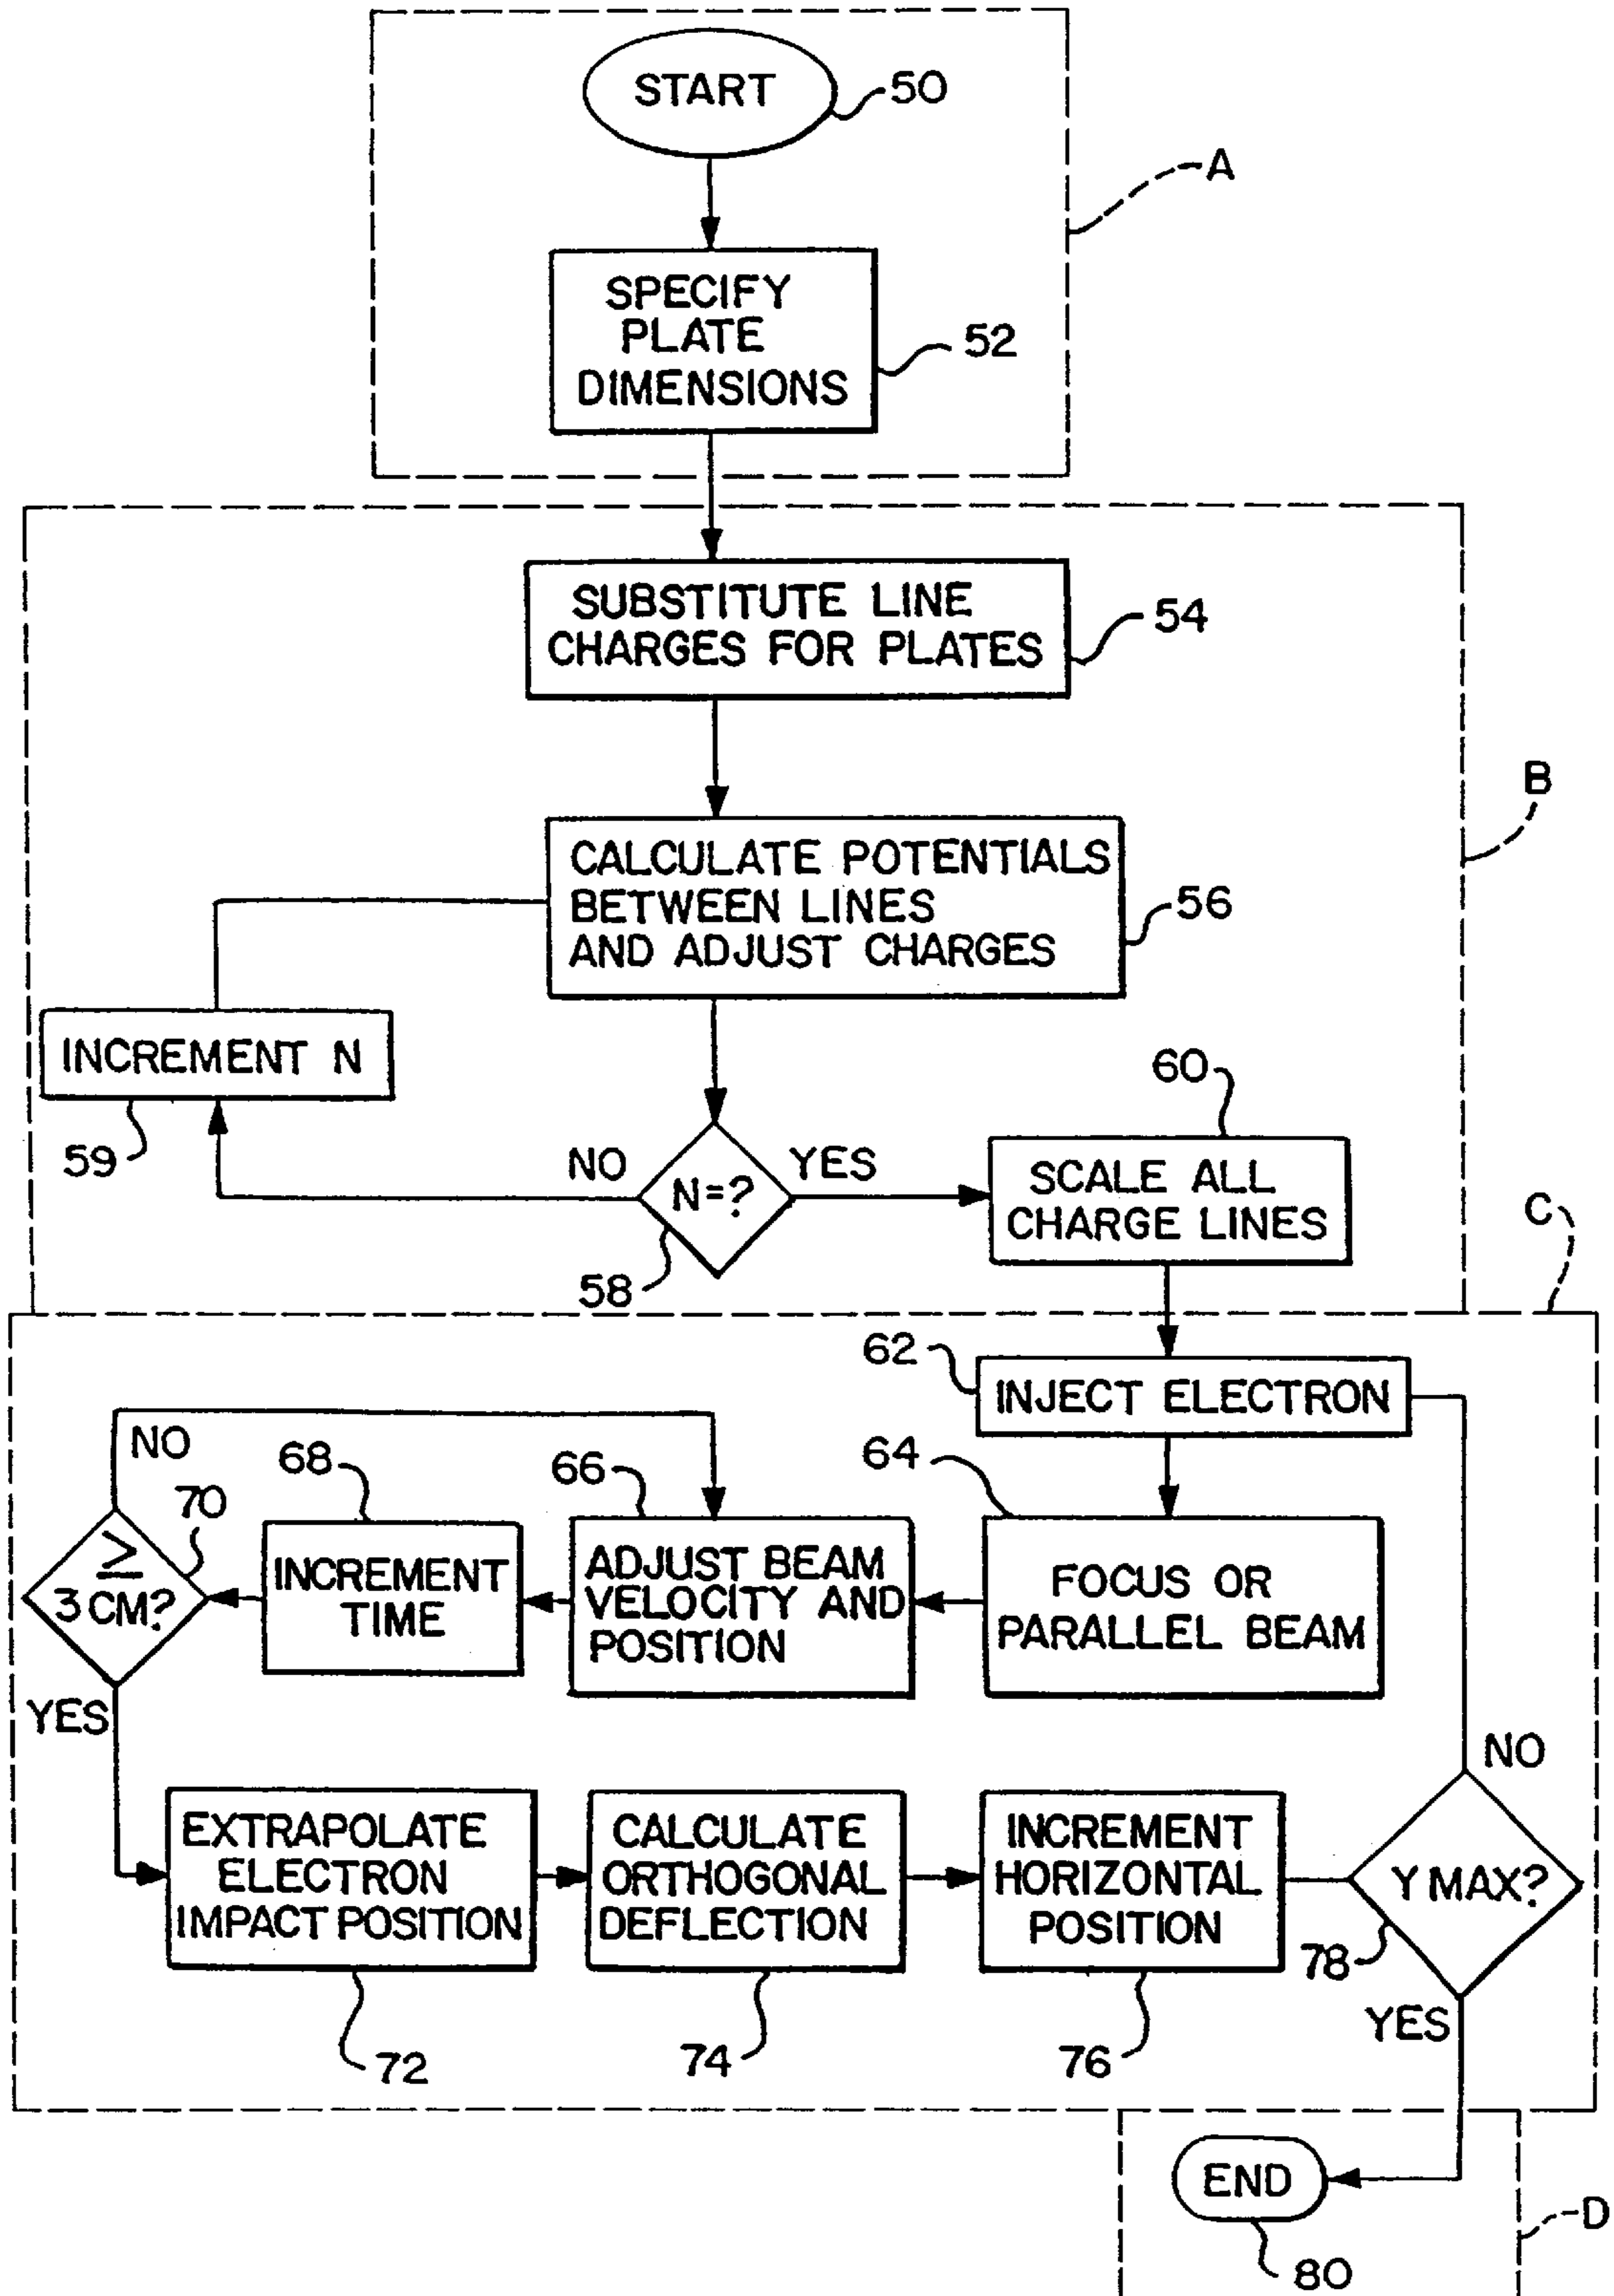 START
50
A
SPECIFY
PLATE
DIMENSIONS
52
SUBSTITUTE LINE
CHARGES FOR PLATES
54
B
CALCULATE POTENTIALS
BETWEEN LINES
AND ADJUST CHARGES
56
INCREMENT N
59
NO
N=?
YES
58
60
SCALE ALL
CHARGE LINES
C
62
INJECT ELECTRON
NO
70
≥
3 CM?
YES
68
INCREMENT
TIME
66
ADJUST BEAM
VELOCITY AND
POSITION
64
FOCUS OR
PARALLEL BEAM
EXTRAPOLATE
ELECTRON
IMPACT POSITION
72
CALCULATE
ORTHOGONAL
DEFLECTION
74
INCREMENT
HORIZONTAL
POSITION
76
NO
Y MAX?
78
YES
END
80
D